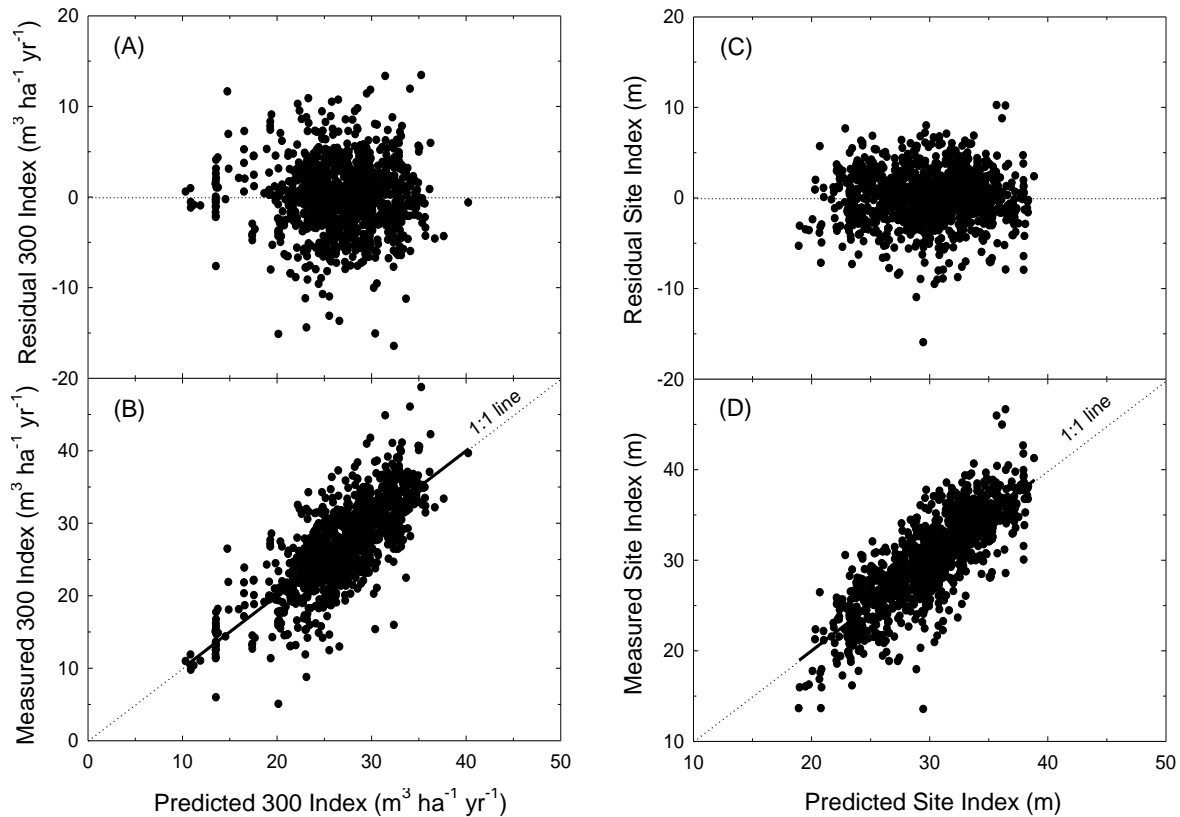 (A)
Residual 300 Index (m³ ha⁻¹ yr⁻¹)
20
10
0
-10
-20
(B)
1:1 line
Measured 300 Index (m³ ha⁻¹ yr⁻¹)
40
30
20
10
0
0 10 20 30 40 50
Predicted 300 Index (m³ ha⁻¹ yr⁻¹)
(C)
Residual Site Index (m)
20
10
0
-10
-20
(D)
1:1 line
Measured Site Index (m)
40
30
20
10
10 20 30 40 50
Predicted Site Index (m)